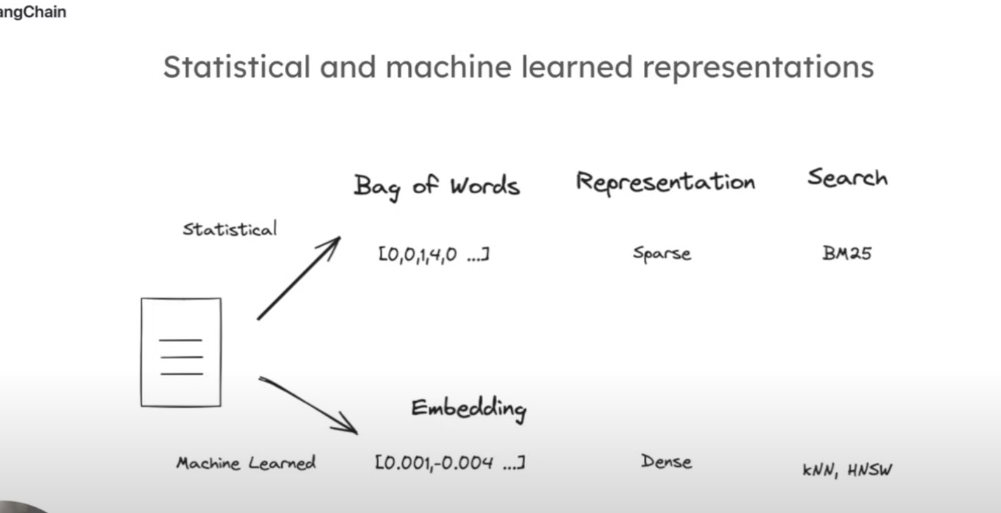 angChain
Statistical and machine learned representations
Bag of Words Representation Search
Statistical
[0,0,1,4,0 ...] Sparse BM25
Embedding
Machine Learned [0.001,-0.004 ...] Dense kNN, HNSW